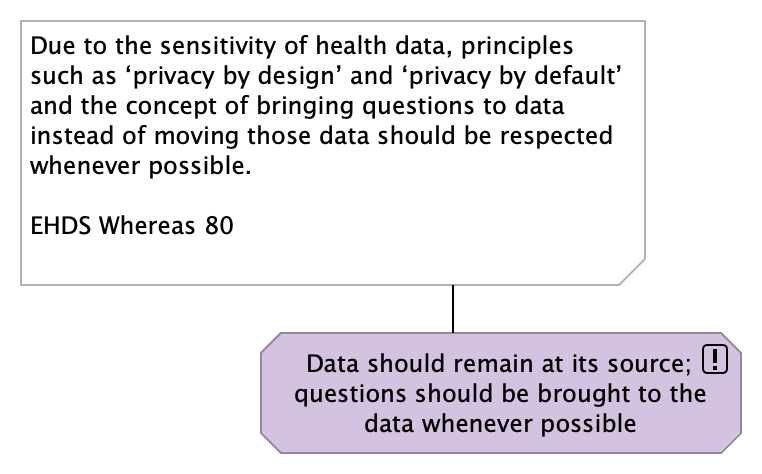 Due to the sensitivity of health data, principles
such as ‘privacy by design’ and ‘privacy by default’
and the concept of bringing questions to data
instead of moving those data should be respected
whenever possible.
EHDS Whereas 80
Data should remain at its source;
questions should be brought to the
data whenever possible